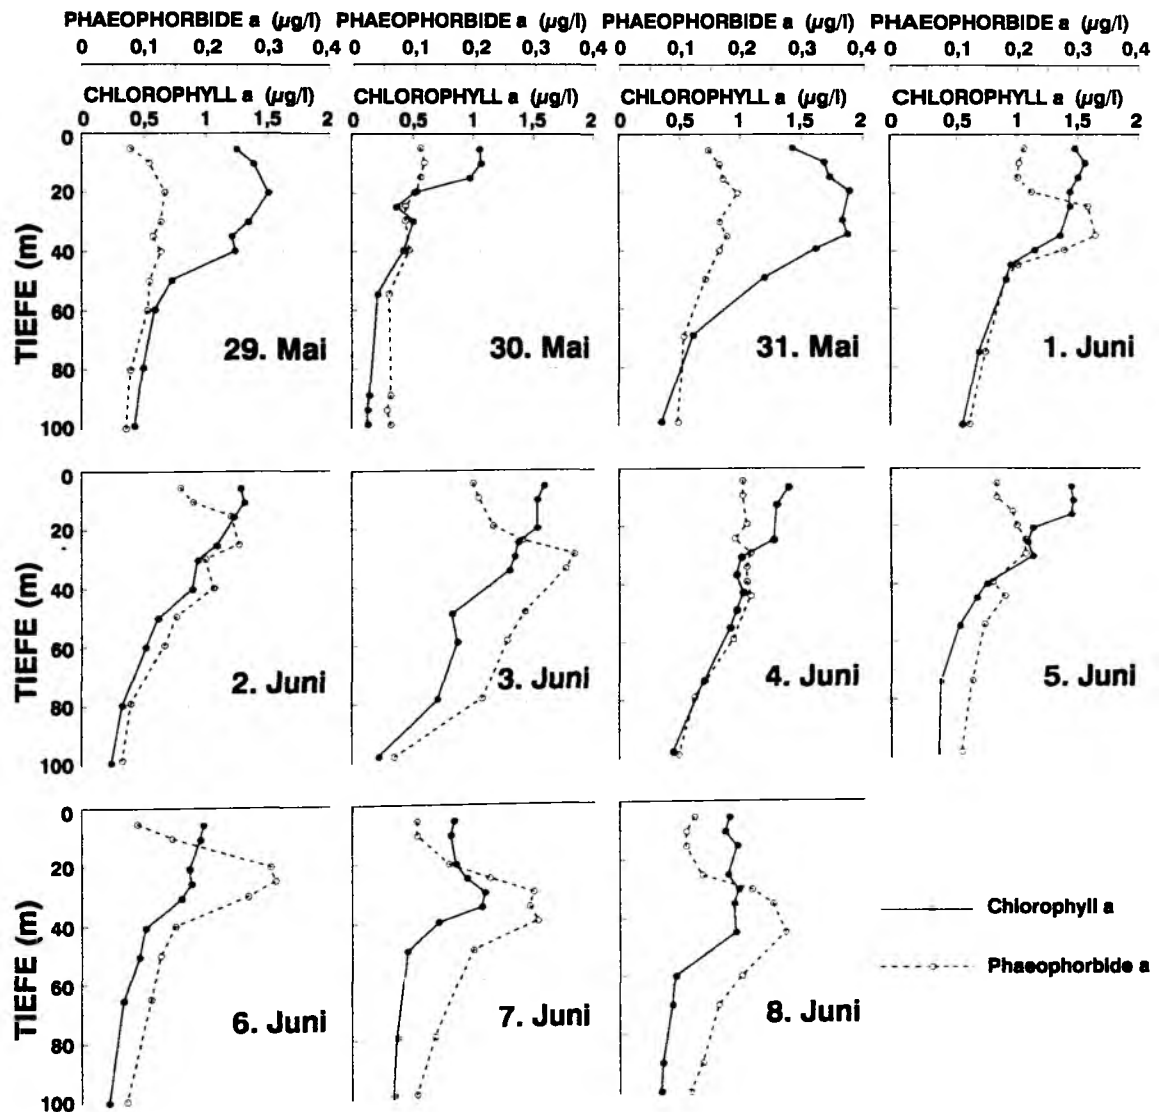 PHAEOPHORBIDE a (µg/l) PHAEOPHORBIDE a (µg/l) PHAEOPHORBIDE a (µg/l) PHAEOPHORBIDE a (µg/l)
0 0,1 0,2 0,3 0,4 0 0,1 0,2 0,3 0,4 0 0,1 0,2 0,3 0,4 0 0,1 0,2 0,3 0,4
CHLOROPHYLL a (µg/l) CHLOROPHYLL a (µg/l) CHLOROPHYLL a (µg/l) CHLOROPHYLL a (µg/l)
0 0,5 1 1,5 2 0 0,5 1 1,5 2 0 0,5 1 1,5 2 0 0,5 1 1,5 2
0
20
40
60
80
100
TIEFE (m)
29. Mai
30. Mai
31. Mai
1. Juni
0
20
40
60
80
100
TIEFE (m)
2. Juni
3. Juni
4. Juni
5. Juni
0
20
40
60
80
100
TIEFE (m)
6. Juni
7. Juni
8. Juni
Chlorophyll a
Phaeophorbide a